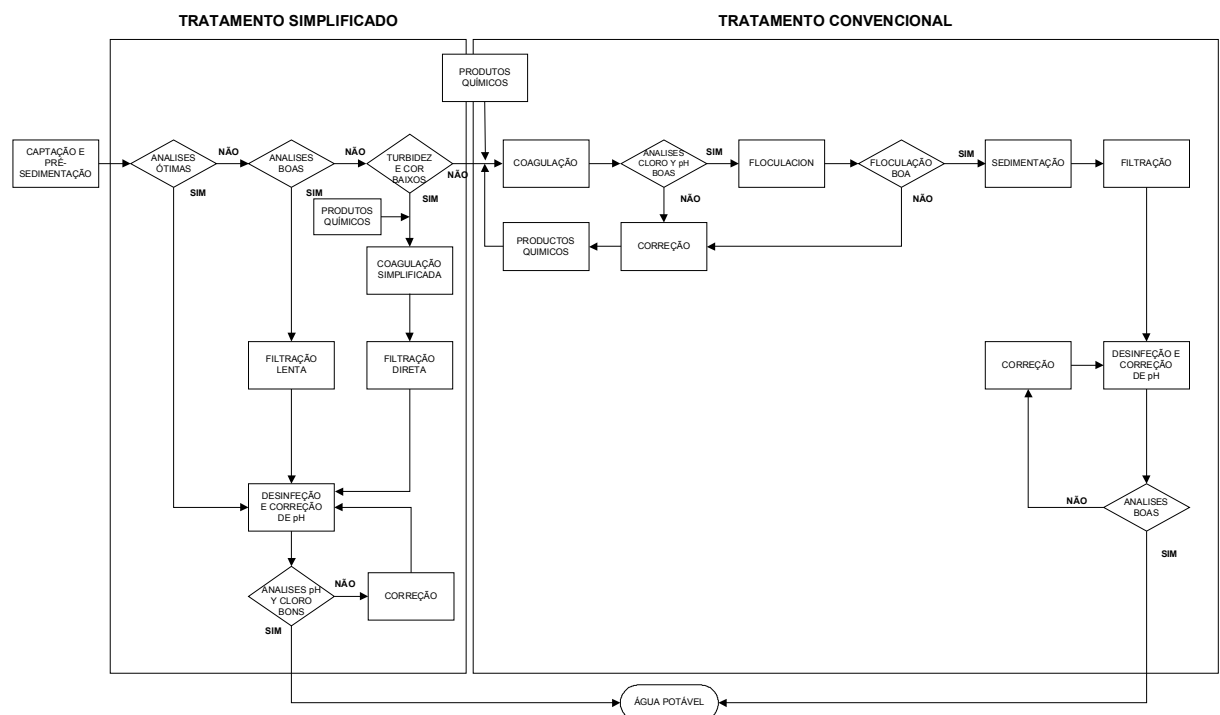 TRATAMENTO SIMPLIFICADO
TRATAMENTO CONVENCIONAL
PRODUTOS
QUÍMICOS
CAPTAÇÃO E
PRÉ-
SEDIMENTAÇÃO
ANALISES
ÓTIMAS
NÃO
SIM
ANALISES
BOAS
NÃO
SIM
TURBIDEZ
E COR
BAIXOS
NÃO
SIM
PRODUTOS
QUÍMICOS
COAGULAÇÃO
SIMPLIFICADA
FILTRAÇÃO
LENTA
FILTRAÇÃO
DIRETA
DESINFEÇÃO
E CORREÇÃO
DE pH
ANALISES pH
Y CLORO
BONS
NÃO
SIM
CORREÇÃO
COAGULAÇÃO
ANALISES
CLORO Y pH
BOAS
SIM
NÃO
FLOCULACION
FLOCULAÇÃO
BOA
SIM
NÃO
SEDIMENTAÇÃO
FILTRAÇÃO
PRODUCTOS
QUIMICOS
CORREÇÃO
CORREÇÃO
DESINFEÇÃO E
CORREÇÃO
DE pH
NÃO
ANALISES
BOAS
SIM
ÁGUA POTÁVEL